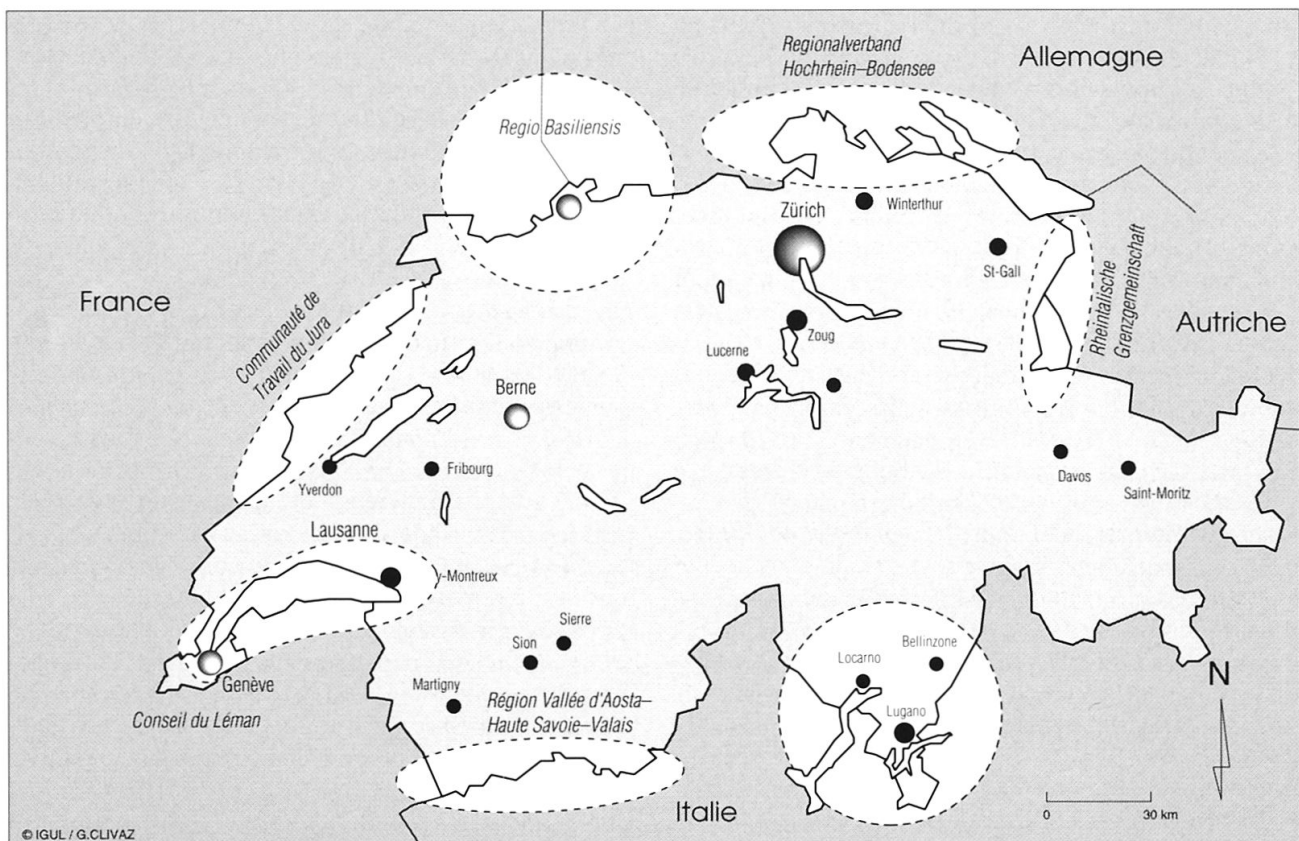 Regionalverband
Hochrhein–Bodensee
Allemagne
Regio Basiliensis
Zürich
Winterthur
St-Gall
France
Communauté de
Travail du Jura
Rheintalische
Grenzgemeinschaft
Autriche
Zoug
Lucerne
Berne
Yverdon
Fribourg
Davos
Saint-Moritz
Lausanne
y-Montreux
Sierre
Sion
Bellinzone
Locarno
Genève
Martigny
Région Vallée d'Aosta–
Haute Savoie–Valais
Lugano
N
Conseil du Léman
Italie
0
30 km
© IGUL / G.CLIVAZ